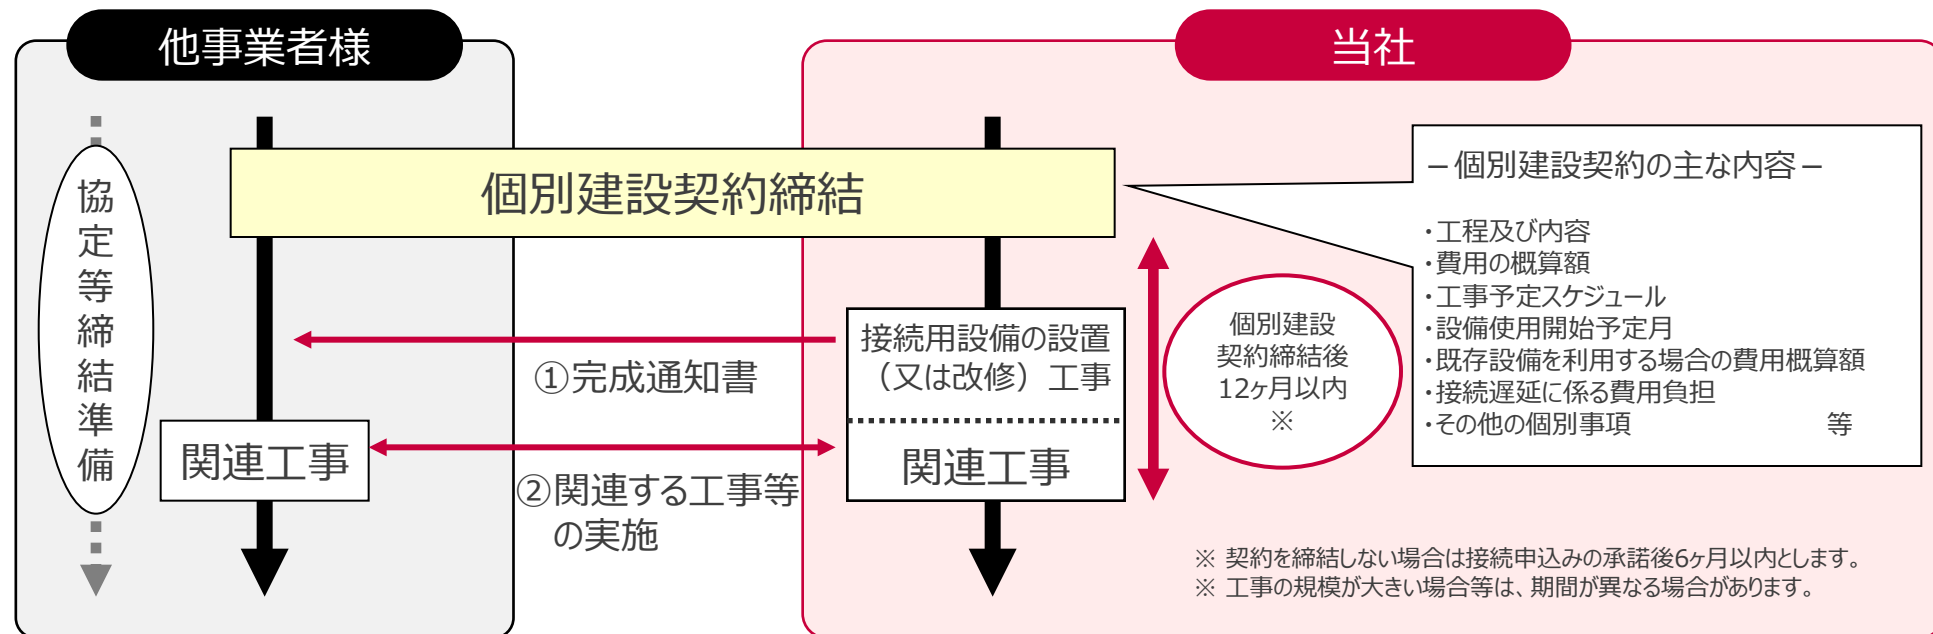 他事業者様
当社
協定等締結準備
個別建設契約締結
－個別建設契約の主な内容－
・工程及び内容
・費用の概算額
・工事予定スケジュール
・設備使用開始予定月
・既存設備を利用する場合の費用概算額
・接続遅延に係る費用負担
・その他の個別事項　等
接続用設備の設置
（又は改修）工事
関連工事
個別建設
契約締結後
12ヶ月以内
※
①完成通知書
関連工事
②関連する工事等
の実施
※ 契約を締結しない場合は接続申込みの承諾後6ヶ月以内とします。
※ 工事の規模が大きい場合等は、期間が異なる場合があります。